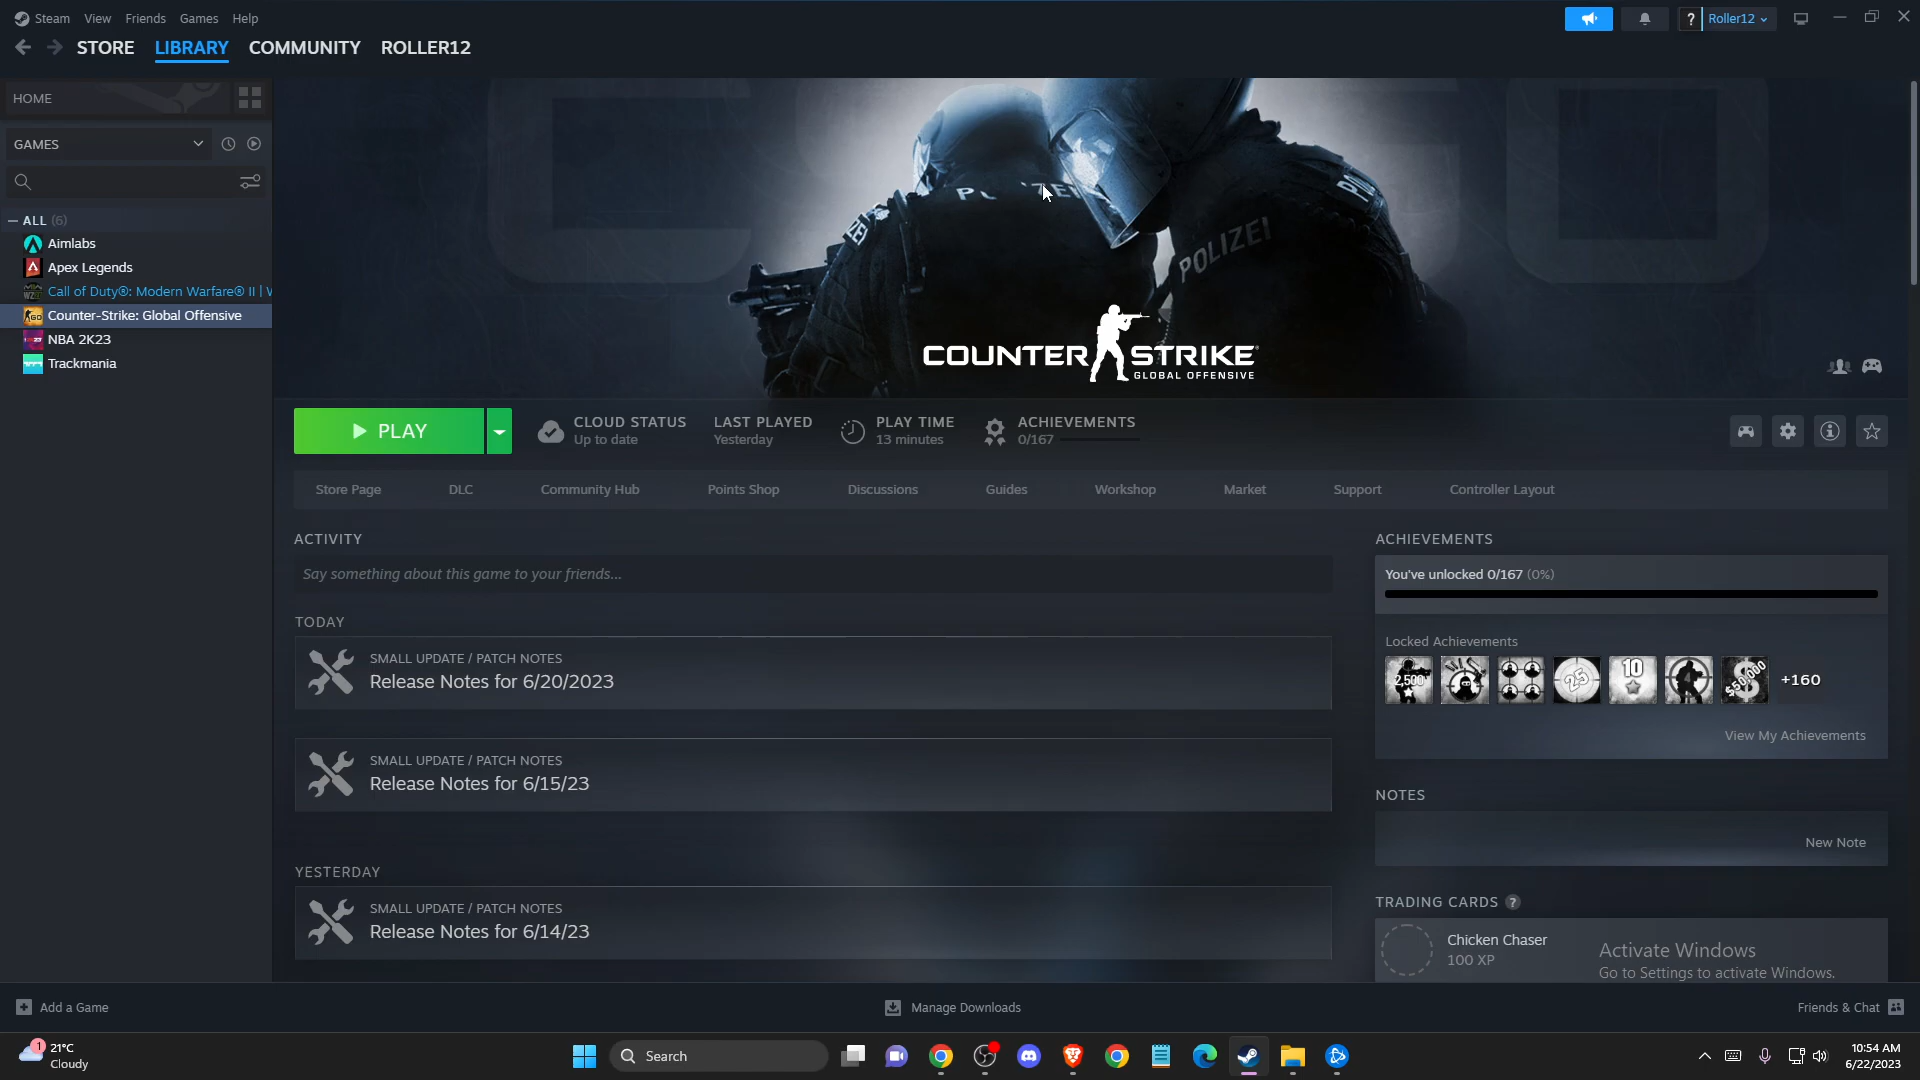 Steam View Friends Games Help
? Roller12
STORE LIBRARY COMMUNITY ROLLER12
HOME
GAMES
ALL (6)
Aimlabs
Apex Legends
Call of Duty®: Modern Warfare® II | W
Counter-Strike: Global Offensive
NBA 2K23
Trackmania
POLIZEI
COUNTER STRIKE
GLOBAL OFFENSIVE
PLAY
CLOUD STATUS
Up to date
LAST PLAYED
Yesterday
PLAY TIME
13 minutes
ACHIEVEMENTS
0/167
Store Page DLC Community Hub Points Shop Discussions Guides Workshop Market Support Controller Layout
ACTIVITY
Say something about this game to your friends...
TODAY
SMALL UPDATE / PATCH NOTES
Release Notes for 6/20/2023
SMALL UPDATE / PATCH NOTES
Release Notes for 6/15/23
YESTERDAY
SMALL UPDATE / PATCH NOTES
Release Notes for 6/14/23
ACHIEVEMENTS
You've unlocked 0/167 (0%)
Locked Achievements
2,500 25 10 $50,000 +160
View My Achievements
NOTES
New Note
TRADING CARDS ?
Chicken Chaser
100 XP
Activate Windows
Go to Settings to activate Windows.
Add a Game
Manage Downloads
Friends & Chat
1
21°C
Cloudy
Search
10:54 AM
6/22/2023